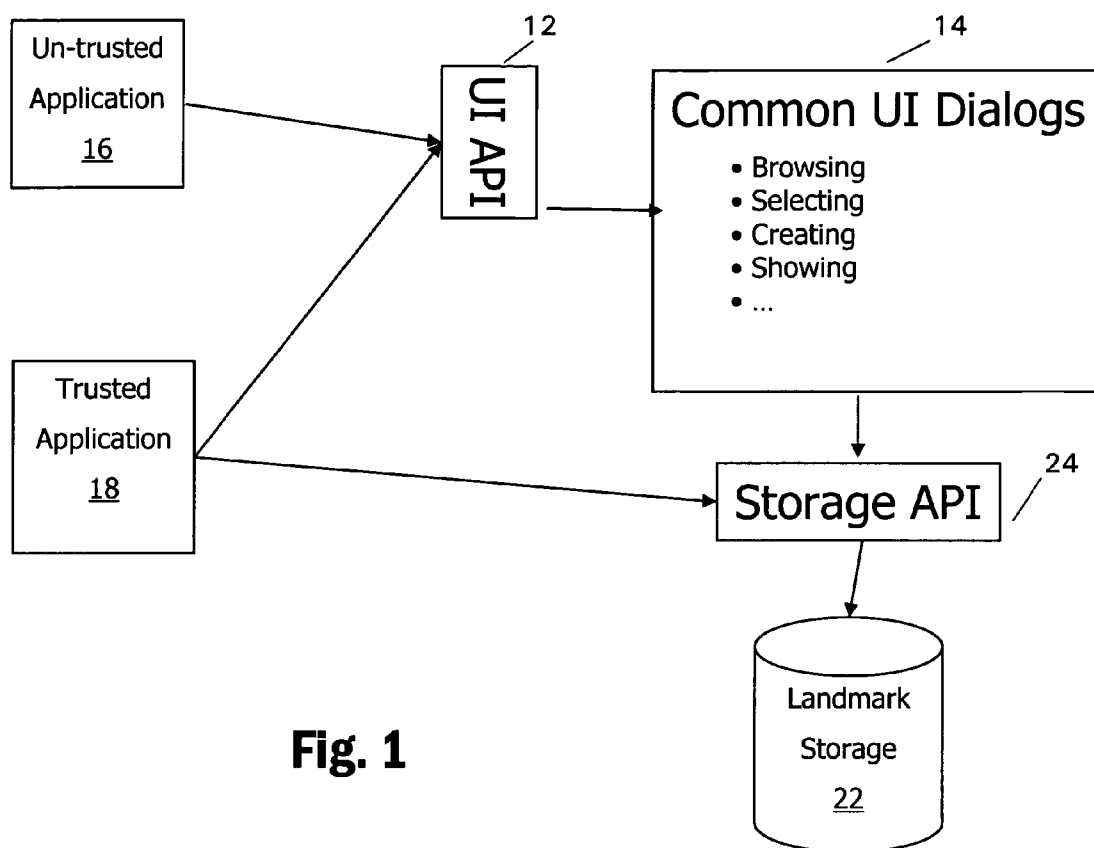 Un-trusted
Application
16
12
UI API
14
Common UI Dialogs
• Browsing
• Selecting
• Creating
• Showing
• ...
Trusted
Application
18
24
Storage API
Landmark
Storage
22
Fig. 1